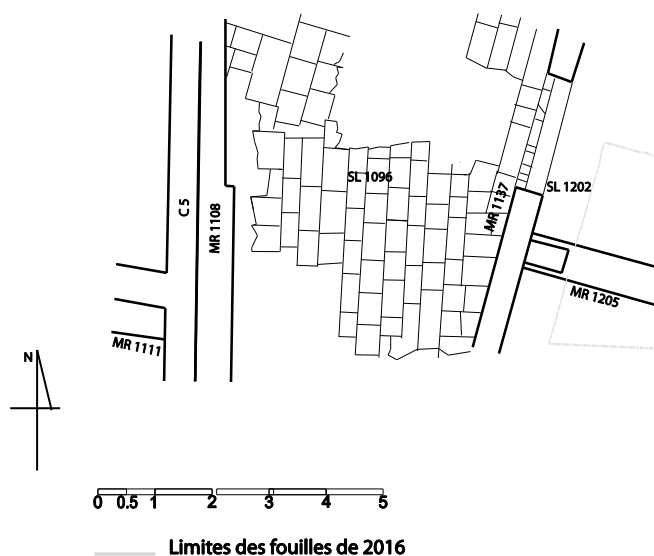 SL 1096
C 5
MR 1108
MR 1137
SL 1202
MR 1205
MR 1111
N
0 0.5 1 2 3 4 5
Limites des fouilles de 2016